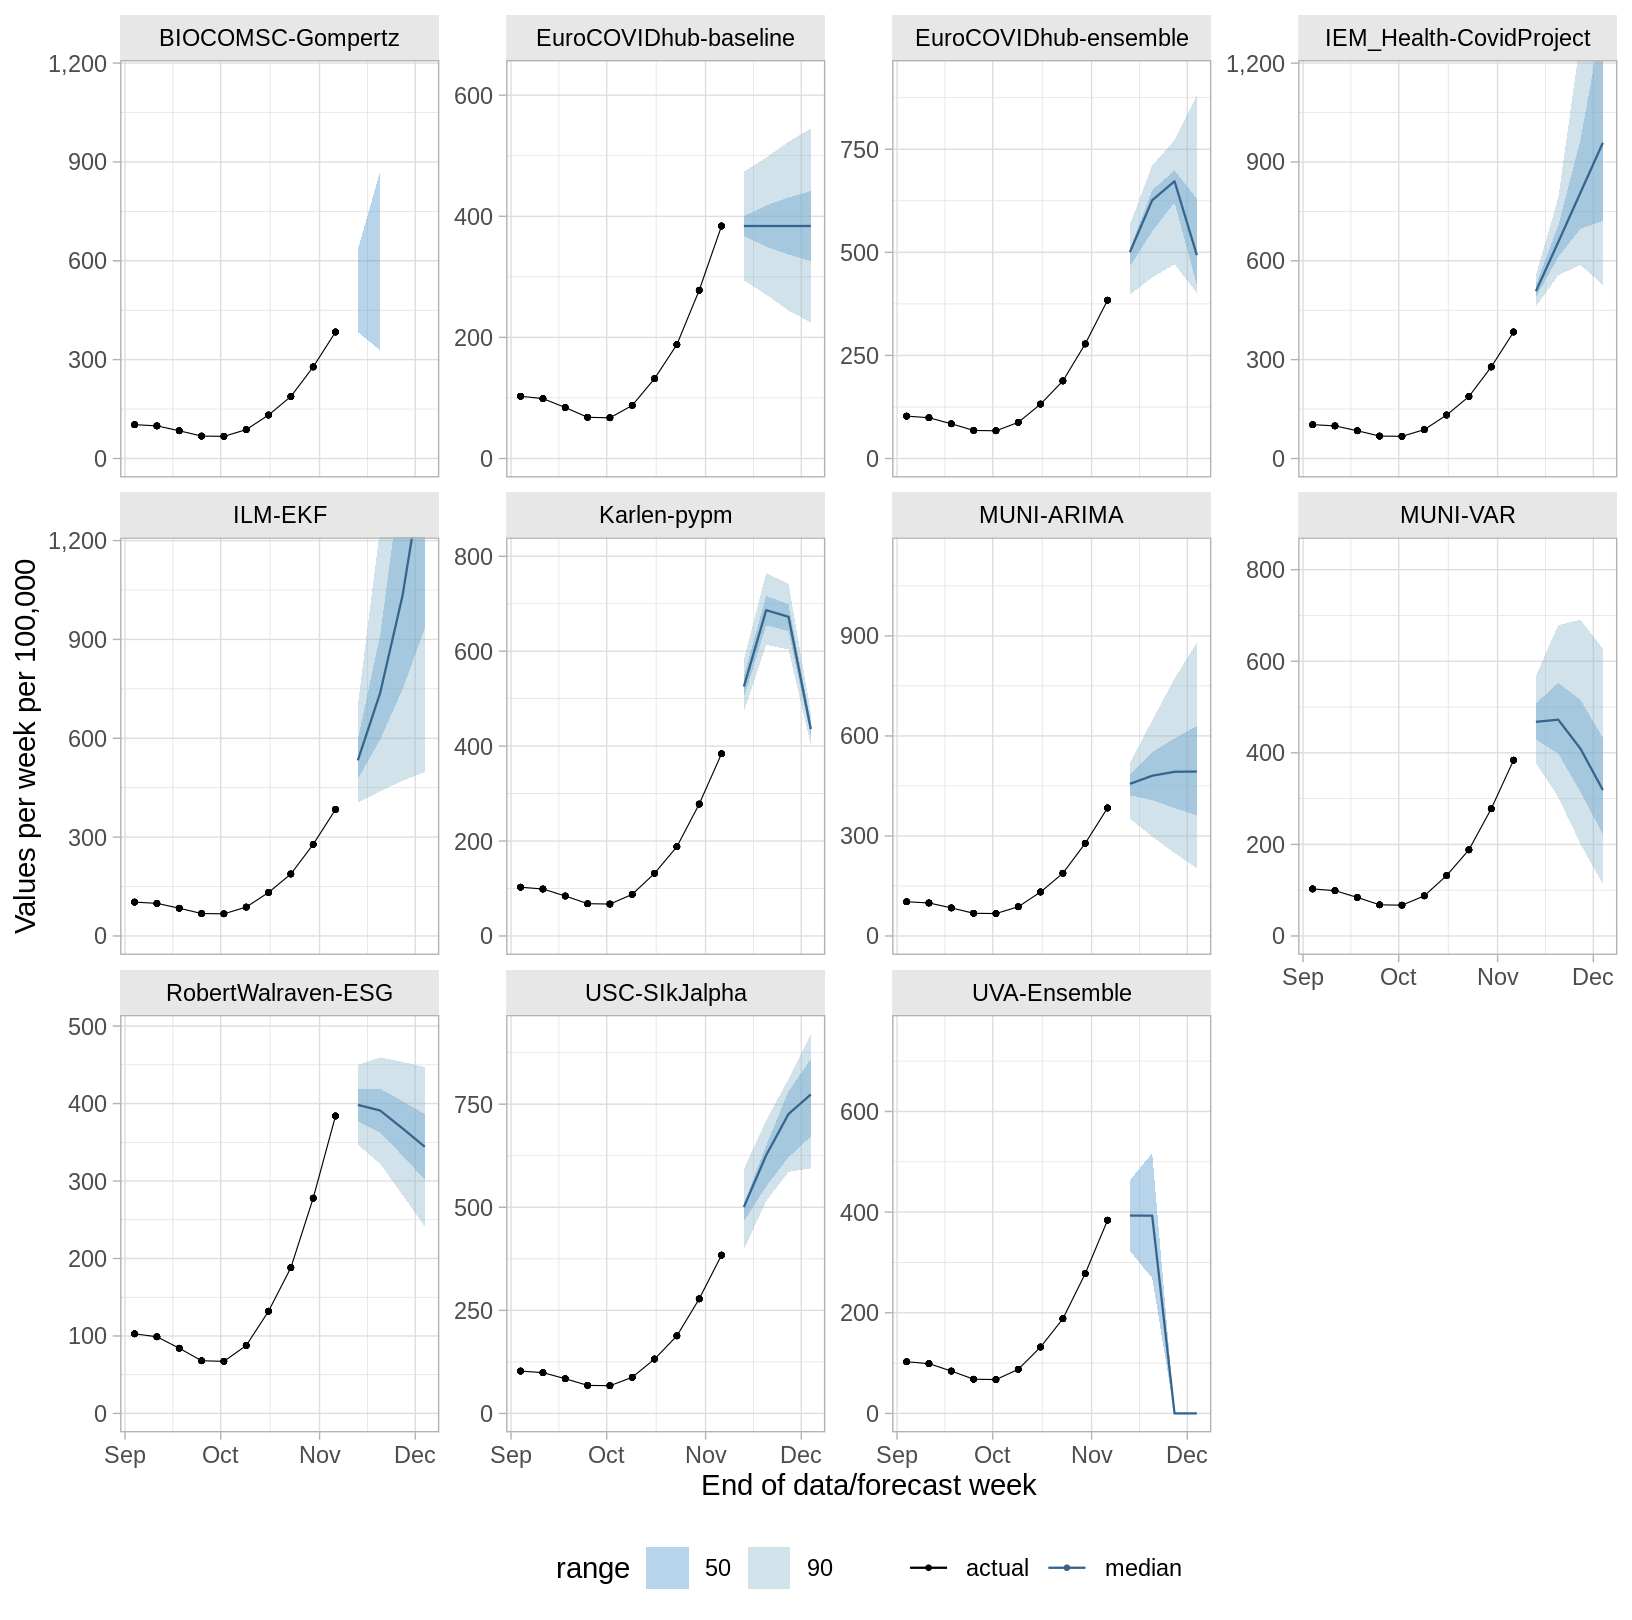 BIOCOMSC-Gompertz
EuroCOVIDhub-baseline
EuroCOVIDhub-ensemble
IEM_Health-CovidProject
1,200
900
600
300
0
600
400
200
0
750
500
250
0
1,200
900
600
300
0
Values per week per 100,000
ILM-EKF
Karlen-pypm
MUNI-ARIMA
MUNI-VAR
1,200
900
600
300
0
800
600
400
200
0
900
600
300
0
800
600
400
200
0
Sep Oct Nov Dec
RobertWalraven-ESG
USC-SIkJalpha
UVA-Ensemble
500
400
300
200
100
0
750
500
250
0
600
400
200
0
Sep Oct Nov Dec
Sep Oct Nov Dec
Sep Oct Nov Dec
End of data/forecast week
range 50 90 actual median